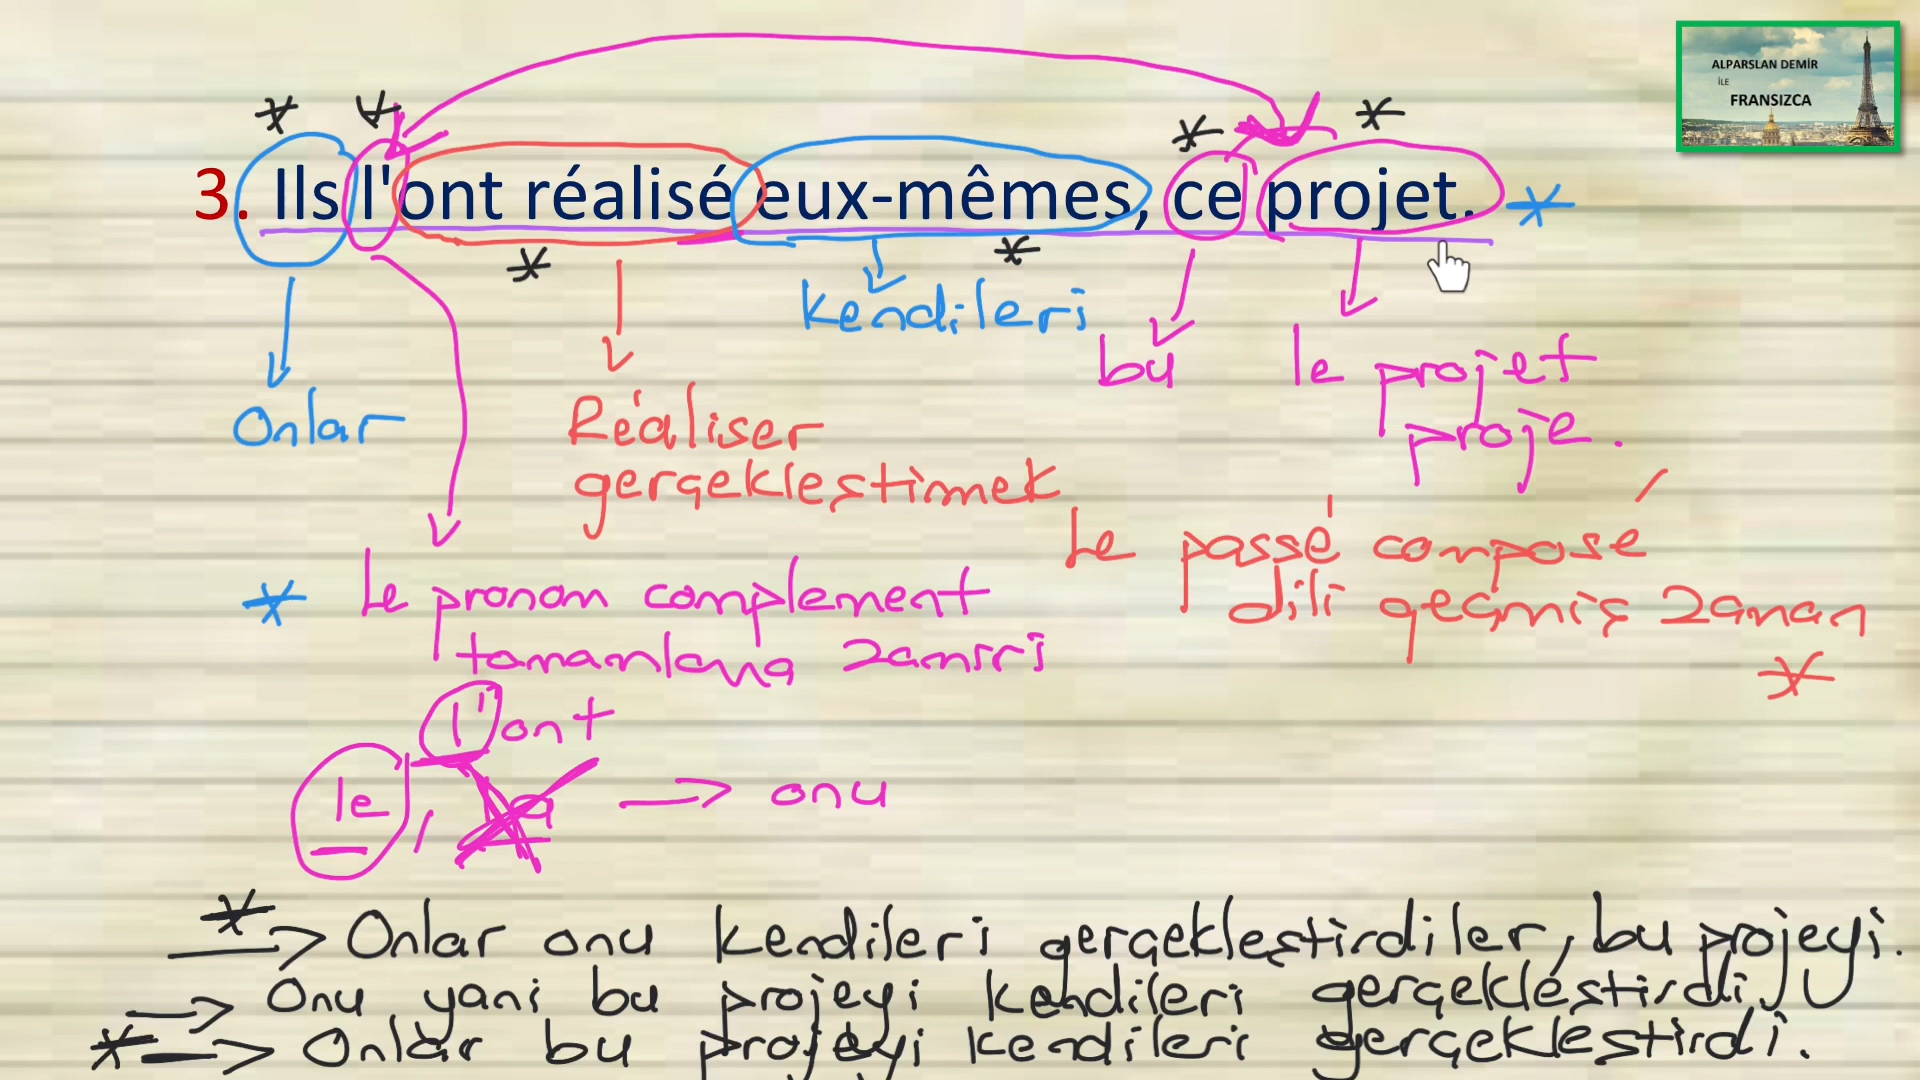 ALPARSLAN DEMİR
İLE
FRANSIZCA
3. Ils l'ont réalisé eux-mêmes, ce projet.
kendileri
bu le projet
proje.
Onlar
Réaliser
gerçekleştirmek
Le passé composé
dili geçmiş zaman
Le pronom complement
tamamlama zamiri
l'ont
le, la → onu
→ Onlar onu kendileri gerçekleştirdiler, bu projeyi.
→ Onu yani bu projeyi kendileri gerçekleştirdi
→ Onlar bu projeyi kendileri gerçekleştirdi.